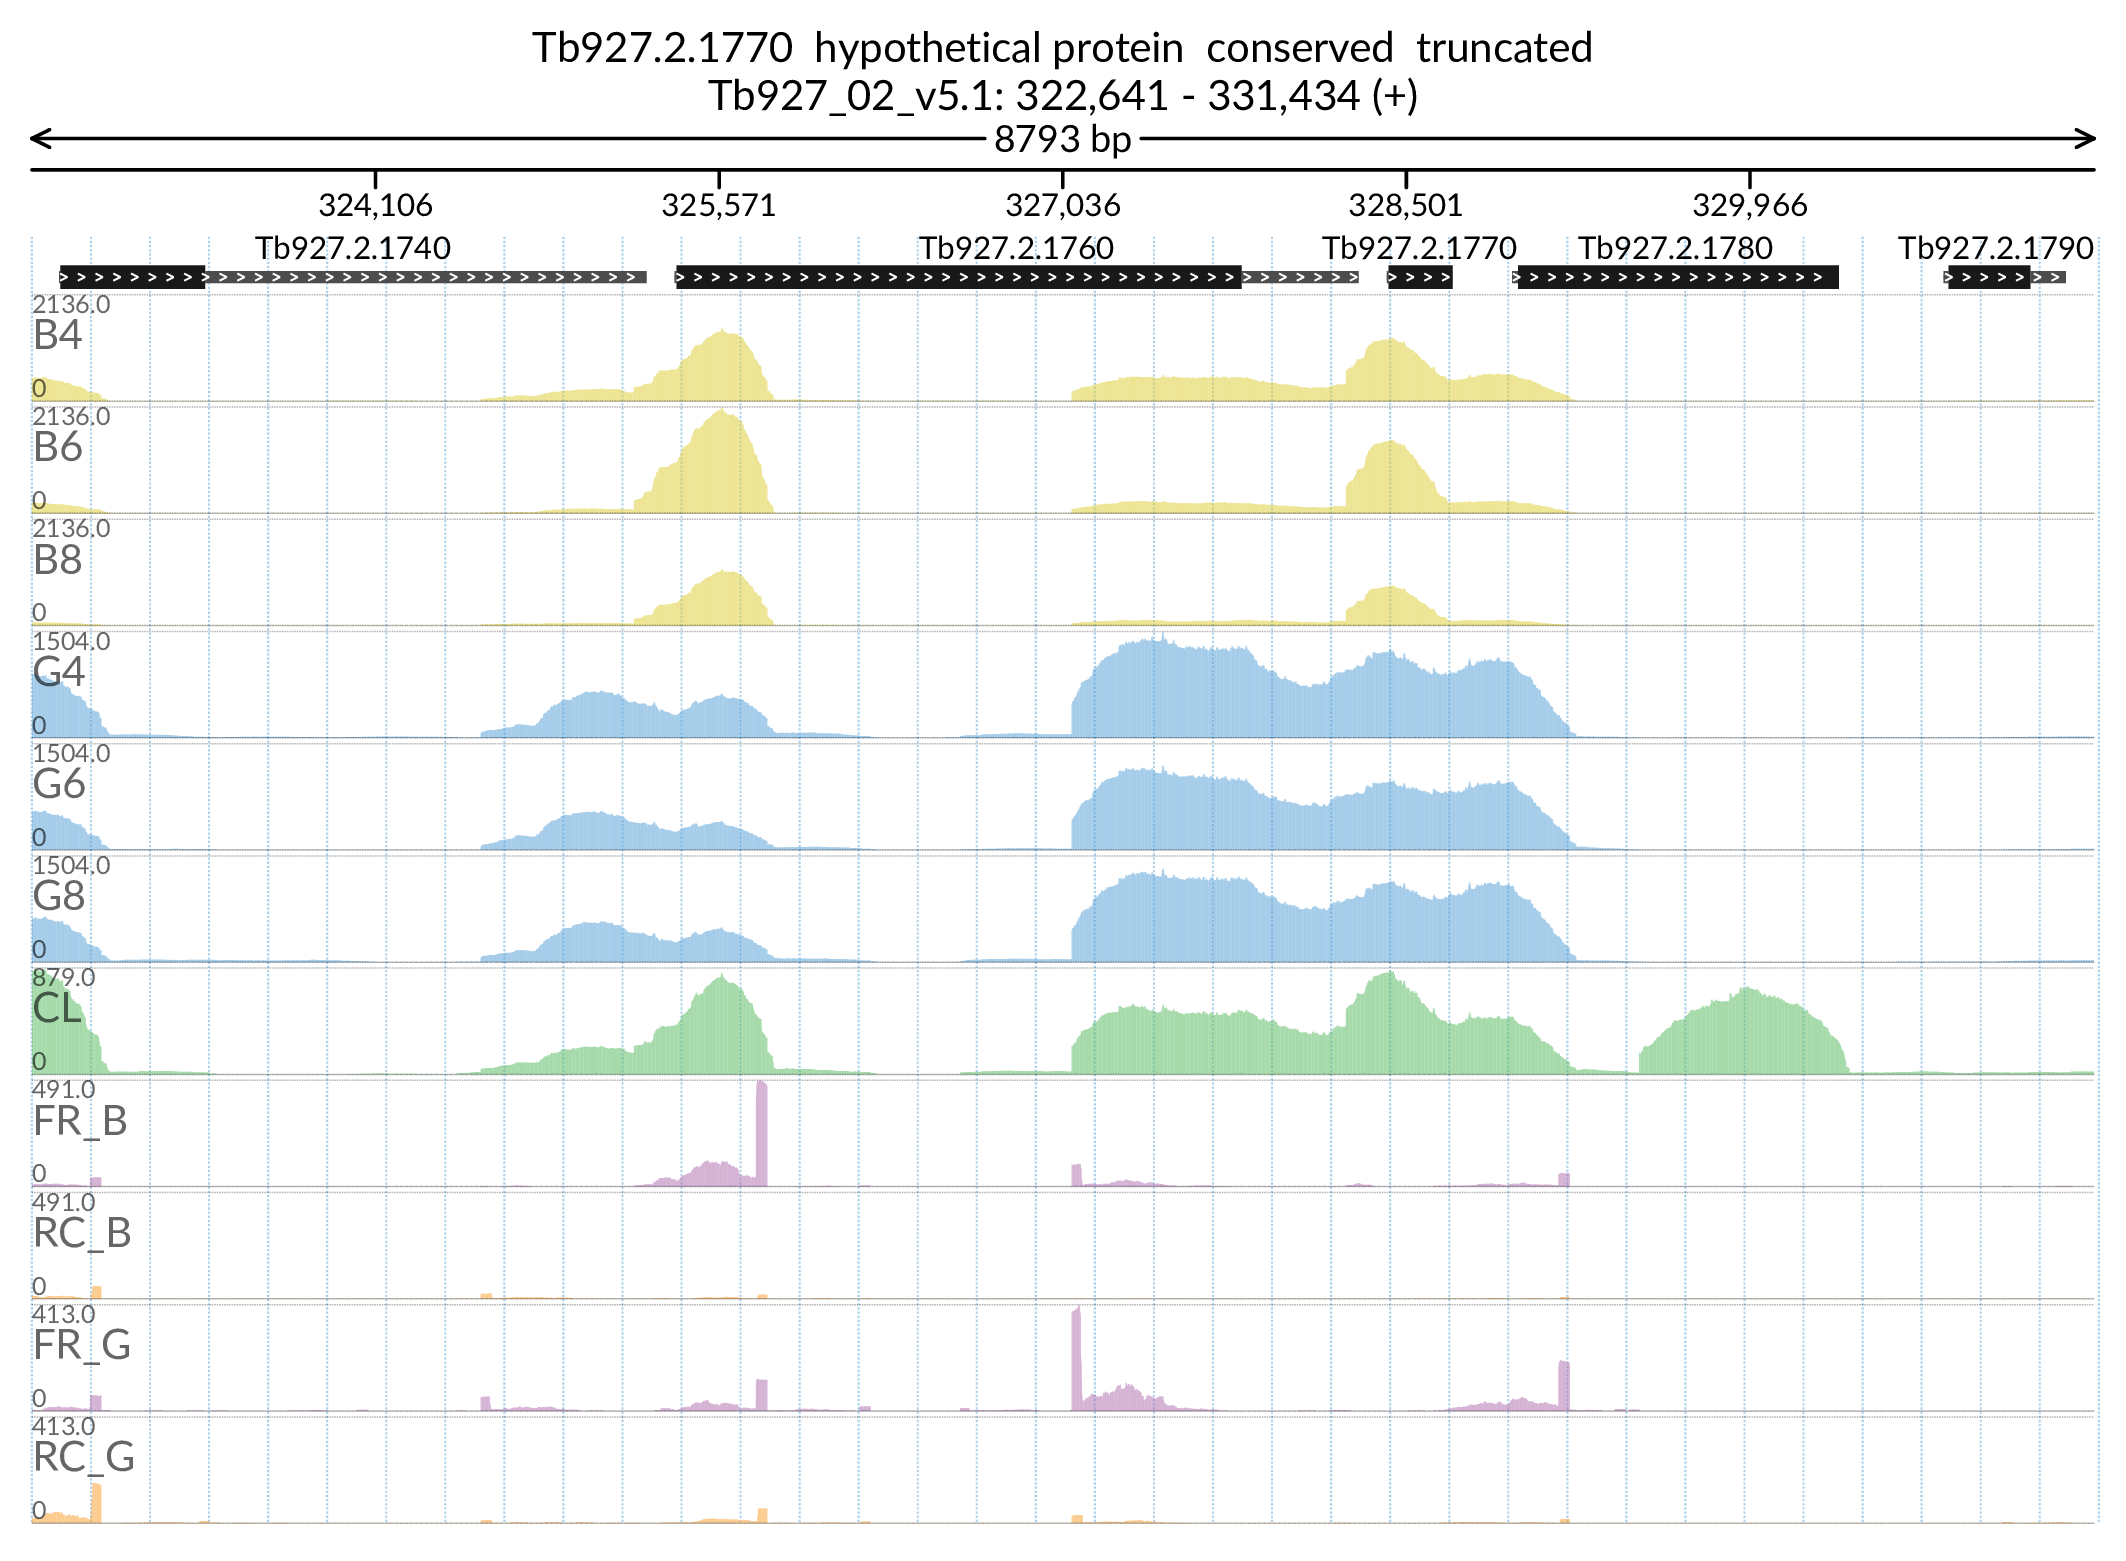 Tb927.2.1770  hypothetical protein  conserved  truncated
Tb927_02_v5.1: 322,641 - 331,434 (+)
8793 bp
324,106 325,571 327,036 328,501 329,966
Tb927.2.1740 Tb927.2.1760 Tb927.2.1770 Tb927.2.1780 Tb927.2.1790
2136.0
B4
0
2136.0
B6
0
2136.0
B8
0
1504.0
G4
0
1504.0
G6
0
1504.0
G8
0
879.0
CL
0
491.0
FR_B
0
491.0
RC_B
0
413.0
FR_G
0
413.0
RC_G
0